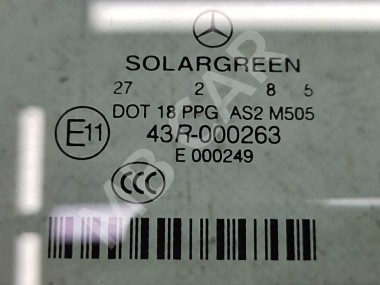 SOLARGREEN
27 2 8 5
DOT 18 PPG AS2 M505
E11 43R-000263
E 000249
CCC